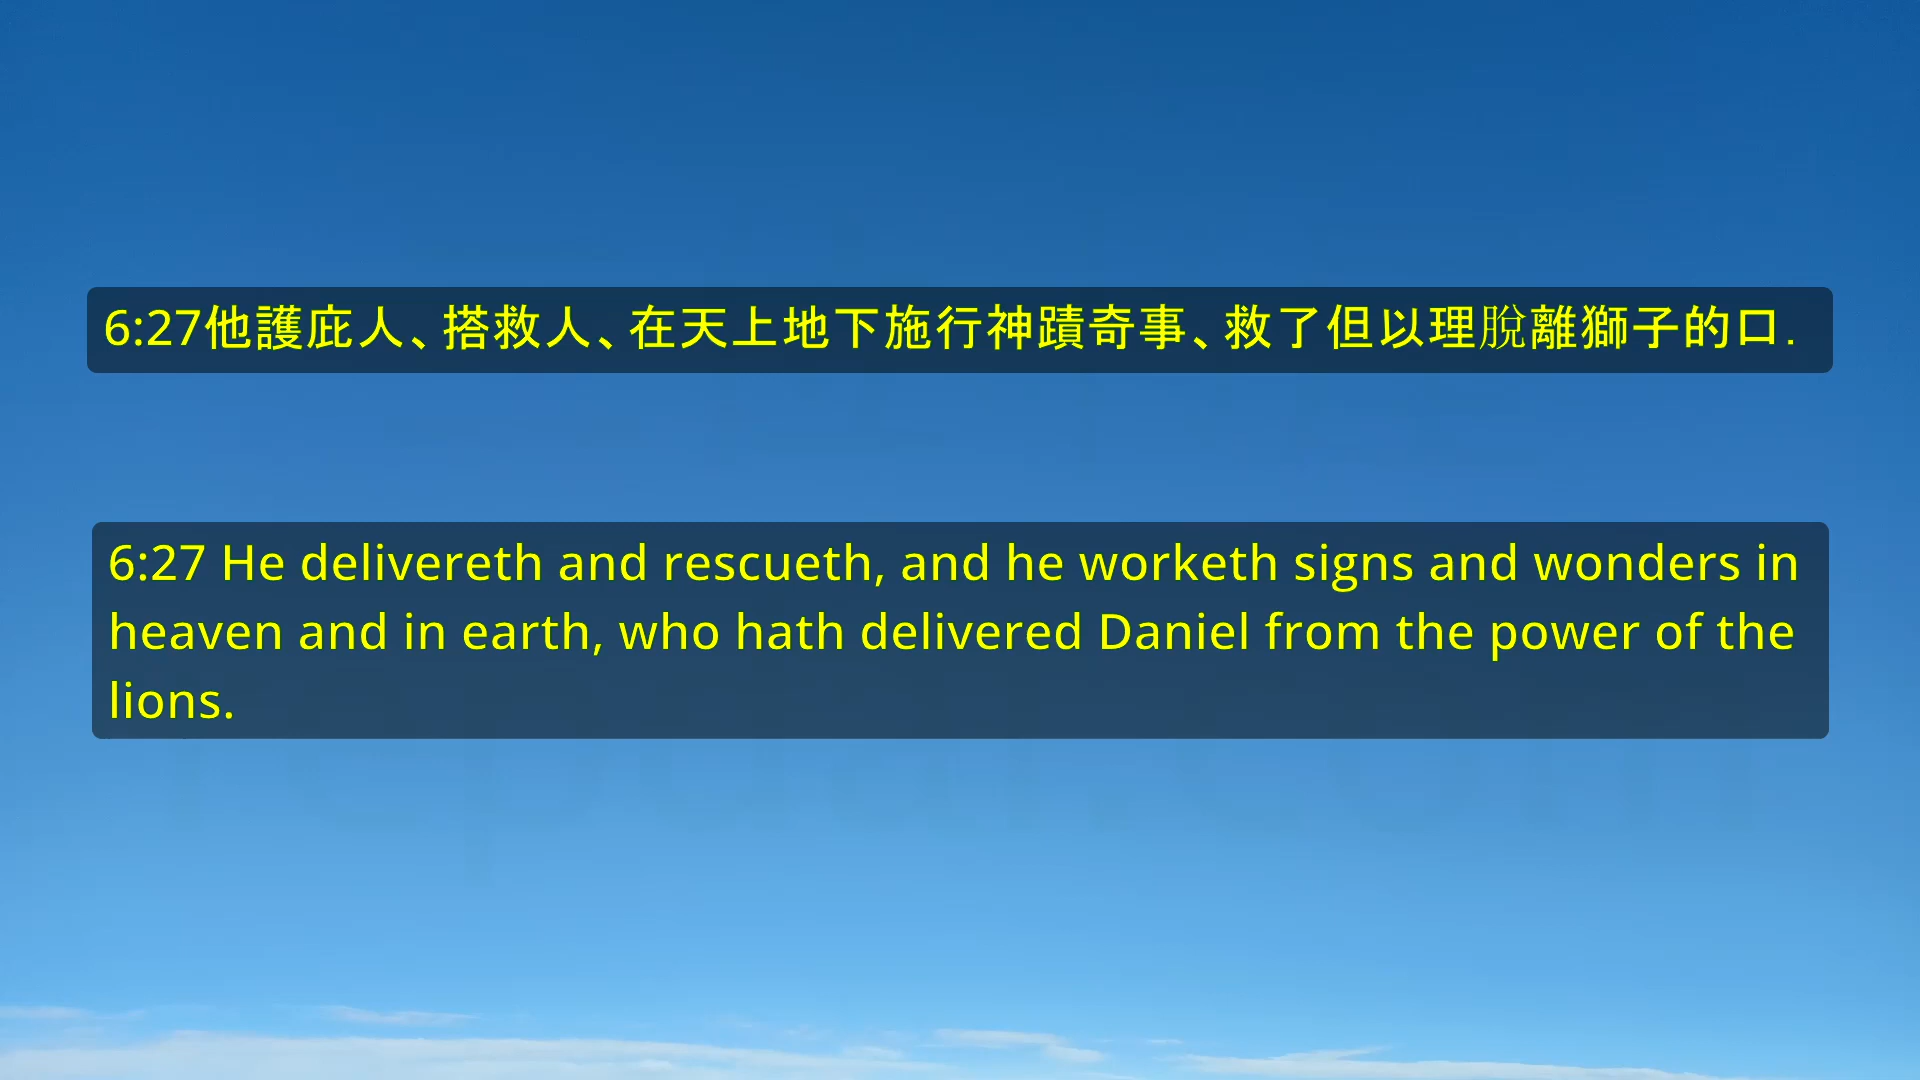 6:27他護庇人、搭救人、在天上地下施行神蹟奇事、救了但以理脫離獅子的口.
6:27 He delivereth and rescueth, and he worketh signs and wonders in
heaven and in earth, who hath delivered Daniel from the power of the
lions.